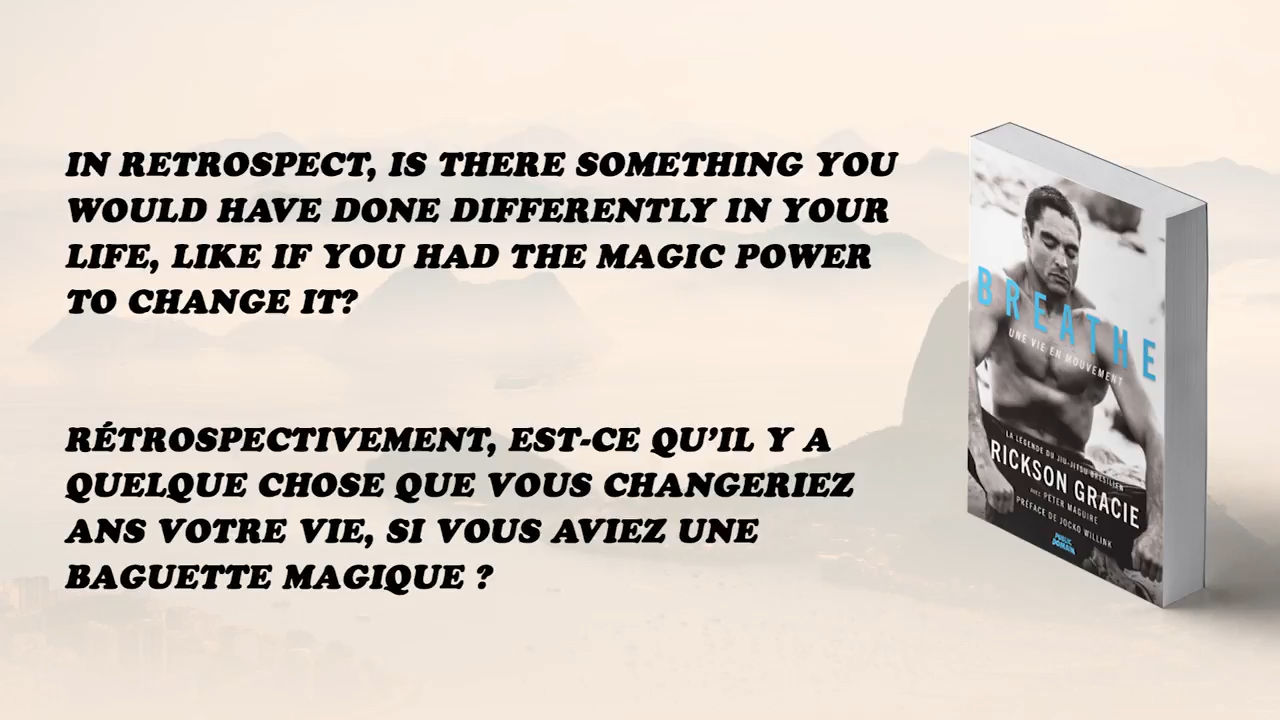 IN RETROSPECT, IS THERE SOMETHING YOU
WOULD HAVE DONE DIFFERENTLY IN YOUR
LIFE, LIKE IF YOU HAD THE MAGIC POWER
TO CHANGE IT?
RÉTROSPECTIVEMENT, EST-CE QU'IL Y A
QUELQUE CHOSE QUE VOUS CHANGERIEZ
ANS VOTRE VIE, SI VOUS AVIEZ UNE
BAGUETTE MAGIQUE ?
BREATHE
UNE VIE EN MOUVEMENT
LA LÉGENDE DU JIU-JITSU BRÉSILIEN
RICKSON GRACIE
AVEC PETER MAGUIRE
PRÉFACE DE JOCKO WILLINK
PUBLIC
DOMAIN